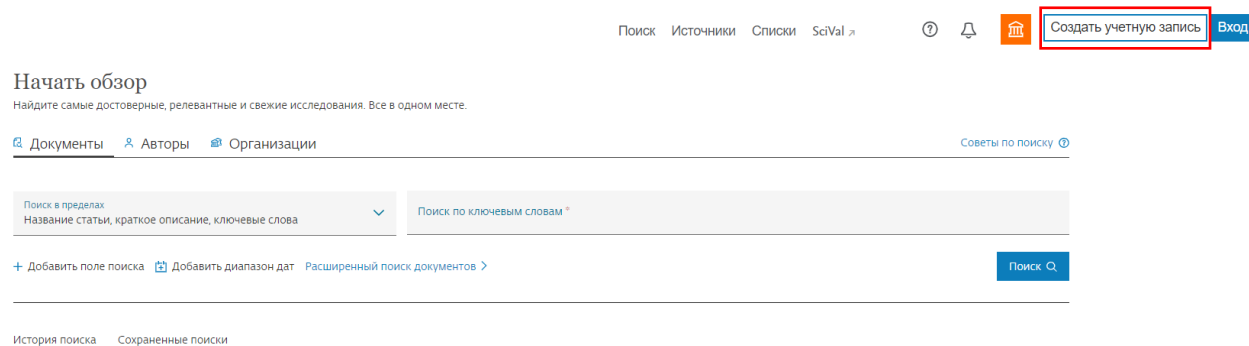 Поиск Источники Списки SciVal Создать учетную запись Вход
Начать обзор
Найдите самые достоверные, релевантные и свежие исследования. Все в одном месте.
Документы Авторы Организации Советы по поиску
Поиск в пределах
Название статьи, краткое описание, ключевые слова
Поиск по ключевым словам *
+ Добавить поле поиска Добавить диапазон дат Расширенный поиск документов > Поиск
История поиска Сохраненные поиски